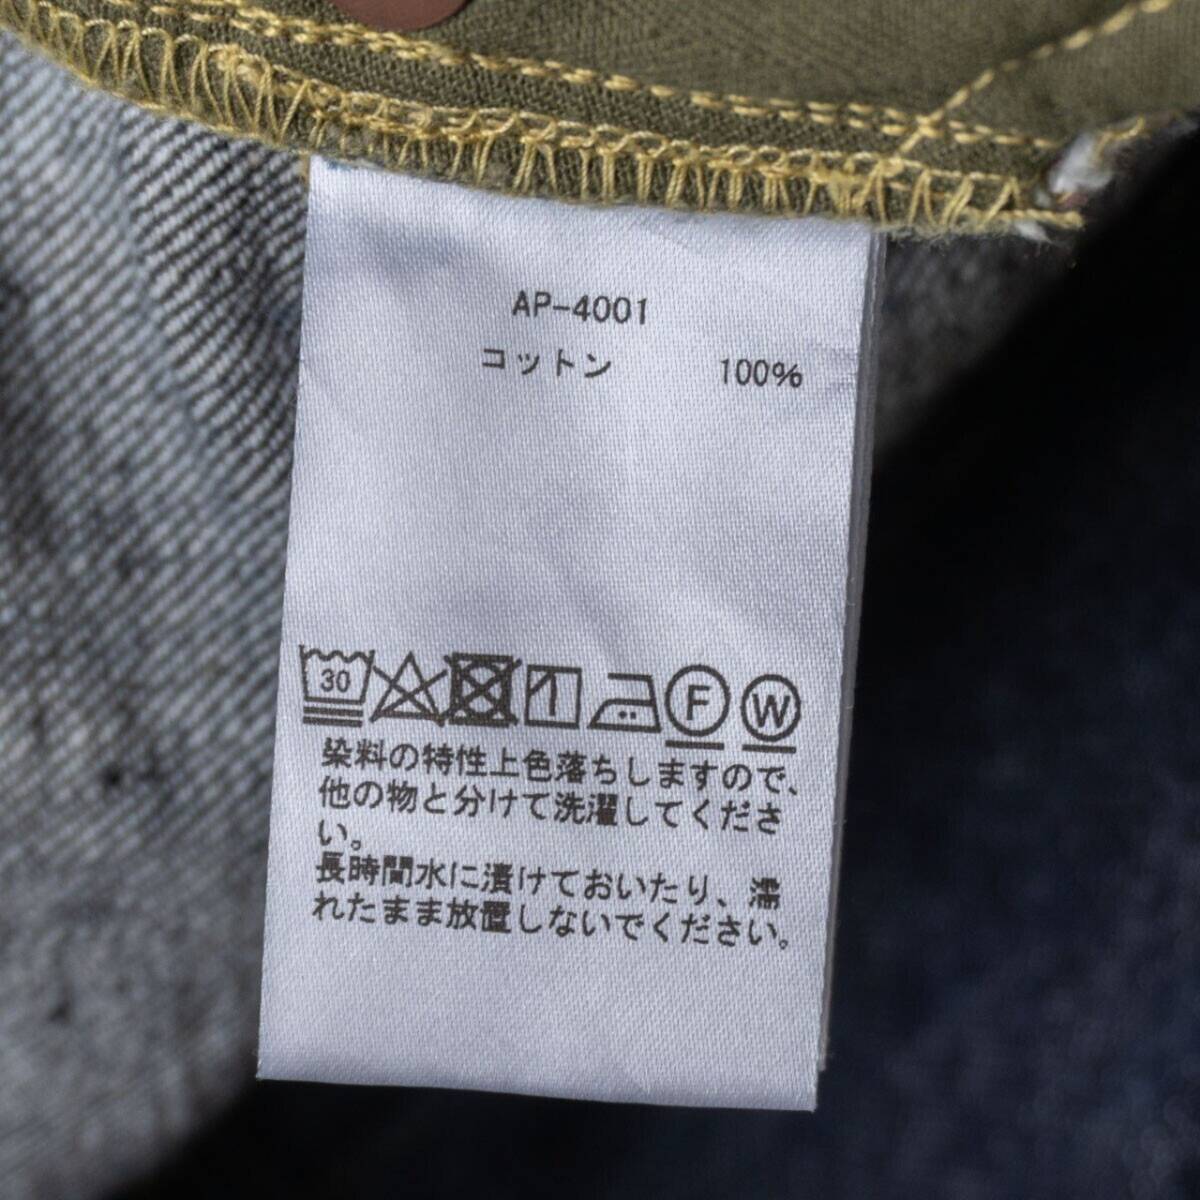 AP-4001
コットン 100%
30 F W
染料の特性上色落ちしますので、
他の物と分けて洗濯してくださ
い。
長時間水に漬けておいたり、濡
れたまま放置しないでください。